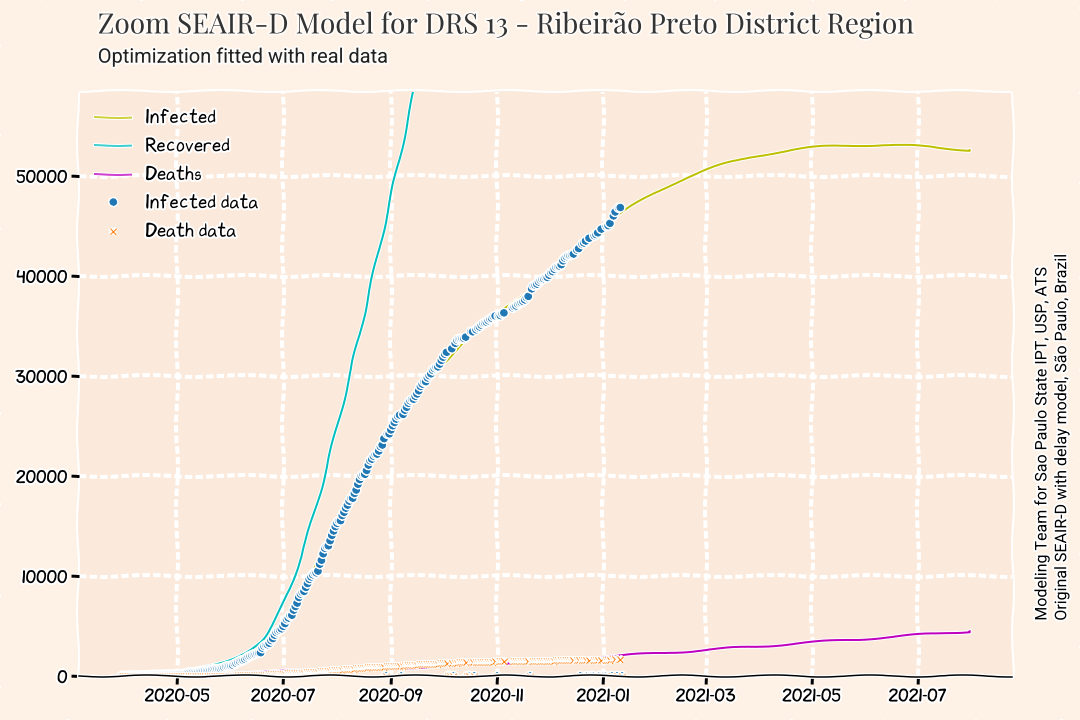 Zoom SEAIR-D Model for DRS 13 - Ribeirão Preto District Region
Optimization fitted with real data
Infected
Recovered
Deaths
Infected data
Death data
50000
40000
30000
20000
10000
0
2020-05
2020-07
2020-09
2020-11
2021-01
2021-03
2021-05
2021-07
Modeling Team for Sao Paulo State IPT, USP, ATS
Original SEAIR-D with delay model, São Paulo, Brazil